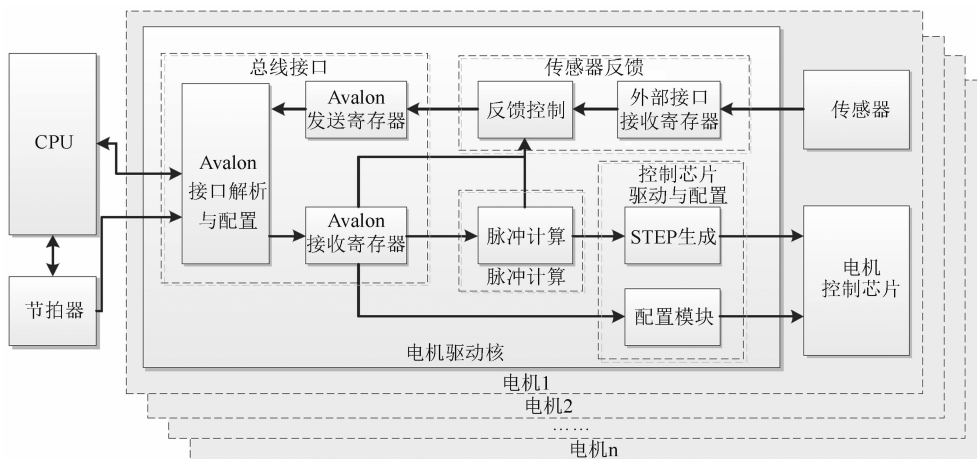 总线接口
传感器反馈
CPU
Avalon
接口解析
与配置
Avalon
发送寄存器
反馈控制
外部接口
接收寄存器
传感器
控制芯片
驱动与配置
Avalon
接收寄存器
脉冲计算
脉冲计算
STEP生成
电机
控制芯片
节拍器
配置模块
电机驱动核
电机1
电机2
……
电机n